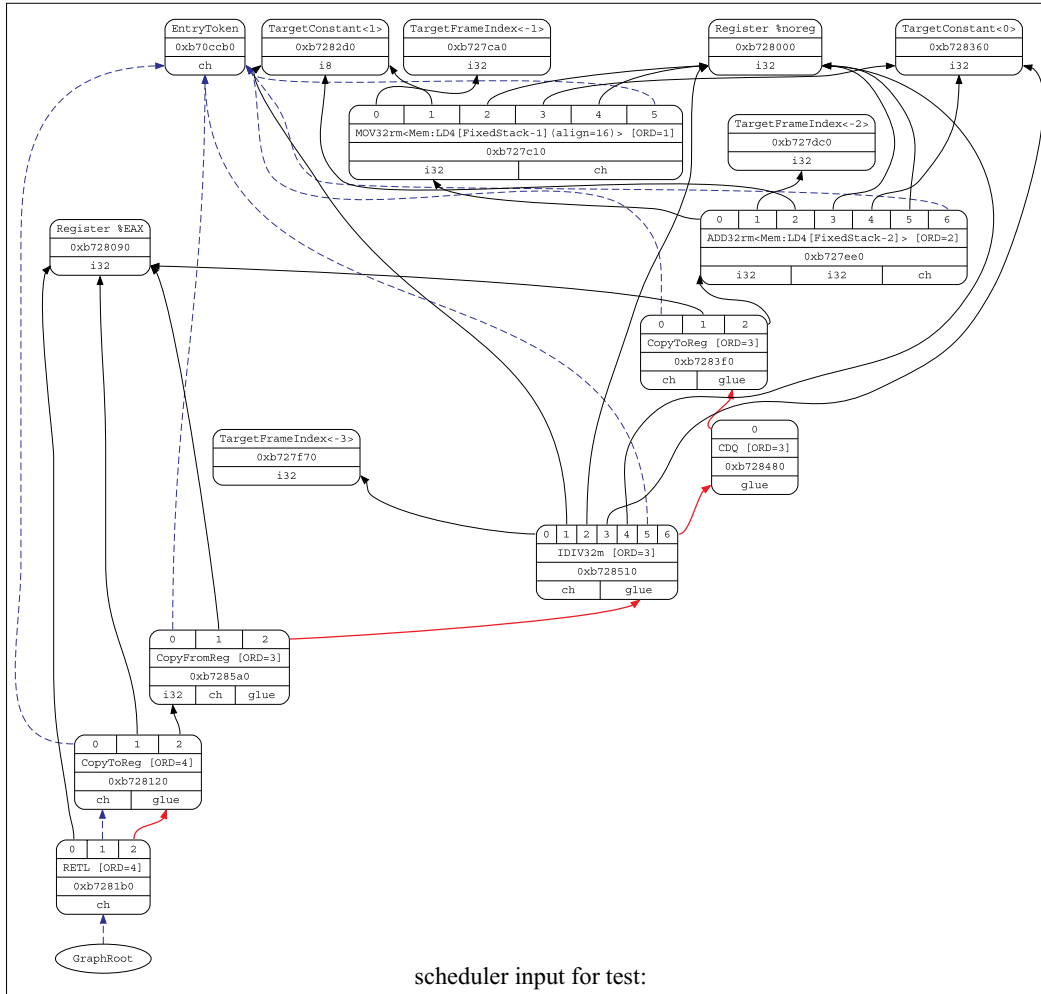 EntryToken
0xb70ccb0
ch
TargetConstant<1>
0xb7282d0
i8
TargetFrameIndex<-1>
0xb727ca0
i32
Register %noreg
0xb728000
i32
TargetConstant<0>
0xb728360
i32
0 1 2 3 4 5
MOV32rm<Mem:LD4[FixedStack-1](align=16)> [ORD=1]
0xb727c10
i32 ch
TargetFrameIndex<-2>
0xb727dc0
i32
0 1 2 3 4 5 6
ADD32rm<Mem:LD4[FixedStack-2]> [ORD=2]
0xb727ee0
i32 i32 ch
Register %EAX
0xb728090
i32
0 1 2
CopyToReg [ORD=3]
0xb7283f0
ch glue
0
CDQ [ORD=3]
0xb728480
glue
TargetFrameIndex<-3>
0xb727f70
i32
0 1 2 3 4 5 6
IDIV32m [ORD=3]
0xb728510
ch glue
0 1 2
CopyFromReg [ORD=3]
0xb7285a0
i32 ch glue
0 1 2
CopyToReg [ORD=4]
0xb728120
ch glue
0 1 2
RETL [ORD=4]
0xb7281b0
ch
GraphRoot
scheduler input for test: